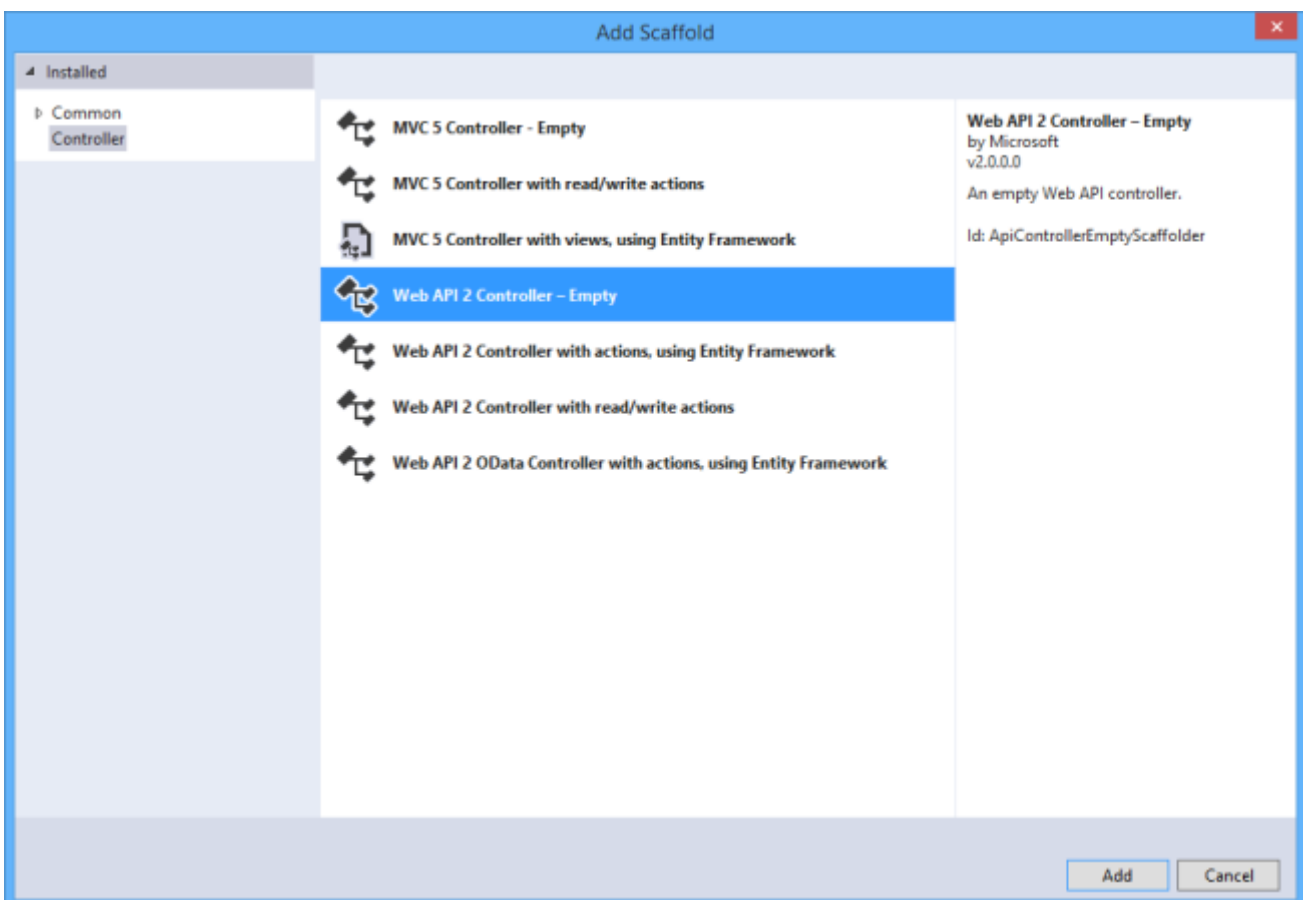 Add Scaffold
Installed
Common
Controller
MVC 5 Controller - Empty
MVC 5 Controller with read/write actions
MVC 5 Controller with views, using Entity Framework
Web API 2 Controller – Empty
Web API 2 Controller with actions, using Entity Framework
Web API 2 Controller with read/write actions
Web API 2 OData Controller with actions, using Entity Framework
Web API 2 Controller – Empty
by Microsoft
v2.0.0.0
An empty Web API controller.
Id: ApiControllerEmptyScaffolder
Add
Cancel